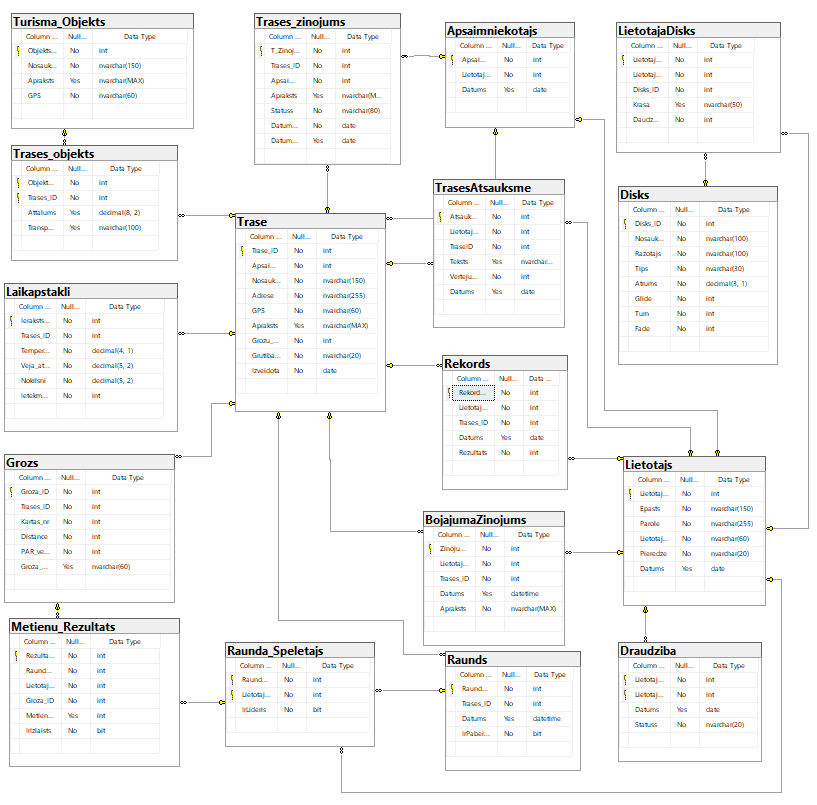 Turisma_Objekts
Column ... Null... Data Type
Objekts... No int
Nosauk... No nvarchar(150)
Apraksts Yes nvarchar(MAX)
GPS No nvarchar(60)
Trases_objekts
Column ... Null... Data Type
Objekt... No int
Trases_ID No int
Attalums Yes decimal(8, 2)
Transp... Yes nvarchar(100)
Laikapstakli
Column ... Null... Data Type
Ieraksts... No int
Trases_ID No int
Temper... No decimal(4, 1)
Veja_at... No decimal(5, 2)
Nokrisni No decimal(5, 2)
Ietekm... No int
Grozs
Column ... Null... Data Type
Groza_ID No int
Trases_ID No int
Kartas_nr No int
Distance No int
PAR_ve... No int
Groza_... Yes nvarchar(60)
Metienu_Rezultats
Column ... Null... Data Type
Rezulta... No int
Raund... No int
Lietotaj... No int
Groza_ID No int
Metien... Yes int
IrIzlaists No bit
Trases_zinojums
Column ... Null... Data Type
T_Zinoj... No int
Trases_ID No int
Apsai... No int
Apraksts Yes nvarchar(M...
Statuss No nvarchar(80)
Datum... No date
Datum... Yes date
Trase
Column ... Null... Data Type
Trase_ID No int
Apsai... No int
Nosauk... No nvarchar(150)
Adrese No nvarchar(255)
GPS No nvarchar(60)
Apraksts Yes nvarchar(MAX)
Grozu_... No int
Grutiba... No nvarchar(20)
Izveidota No date
Raunda_Speletajs
Column ... Null... Data Type
Raund... No int
Lietotaj... No int
IrLideris No bit
Apsaimniekotajs
Column ... Null... Data Type
Apsai... No int
Lietotaj... No int
Datums Yes date
TrasesAtsauksme
Column ... Null... Data Type
Atsauk... No int
Lietotaj... No int
TraseID No int
Teksts Yes nvarchar...
Verteju... No int
Datums Yes date
Rekords
Column ... Null... Data ...
Rekord... No int
Lietotaj... No int
Trases_ID No int
Datums Yes date
Rezultats No int
BojajumaZinojums
Column ... Null... Data Type
Zinoju... No int
Lietotaj... No int
Trases_ID No int
Datums Yes datetime
Apraksts No nvarchar(MAX)
Raunds
Column ... Null... Data Type
Raund... No int
Trases_ID No int
Datums Yes datetime
IrPabei... No bit
LietotajaDisks
Column ... Null... Data Type
Lietotaj... No int
Lietotaj... No int
Disks_ID No int
Krasa Yes nvarchar(50)
Daudz... No int
Disks
Column ... Null... Data Type
Disks_ID No int
Nosauk... No nvarchar(100)
Razotajs No nvarchar(100)
Tips No nvarchar(30)
Atrums No decimal(3, 1)
Glide No int
Turn No int
Fade No int
Lietotajs
Column ... Null... Data Type
Lietotaj... No int
Epasts No nvarchar(150)
Parole No nvarchar(255)
Lietotaj... No nvarchar(60)
Pieredze No nvarchar(20)
Datums Yes date
Draudziba
Column ... Null... Data Type
Lietotaj... No int
Lietotaj... No int
Datums Yes date
Statuss No nvarchar(20)